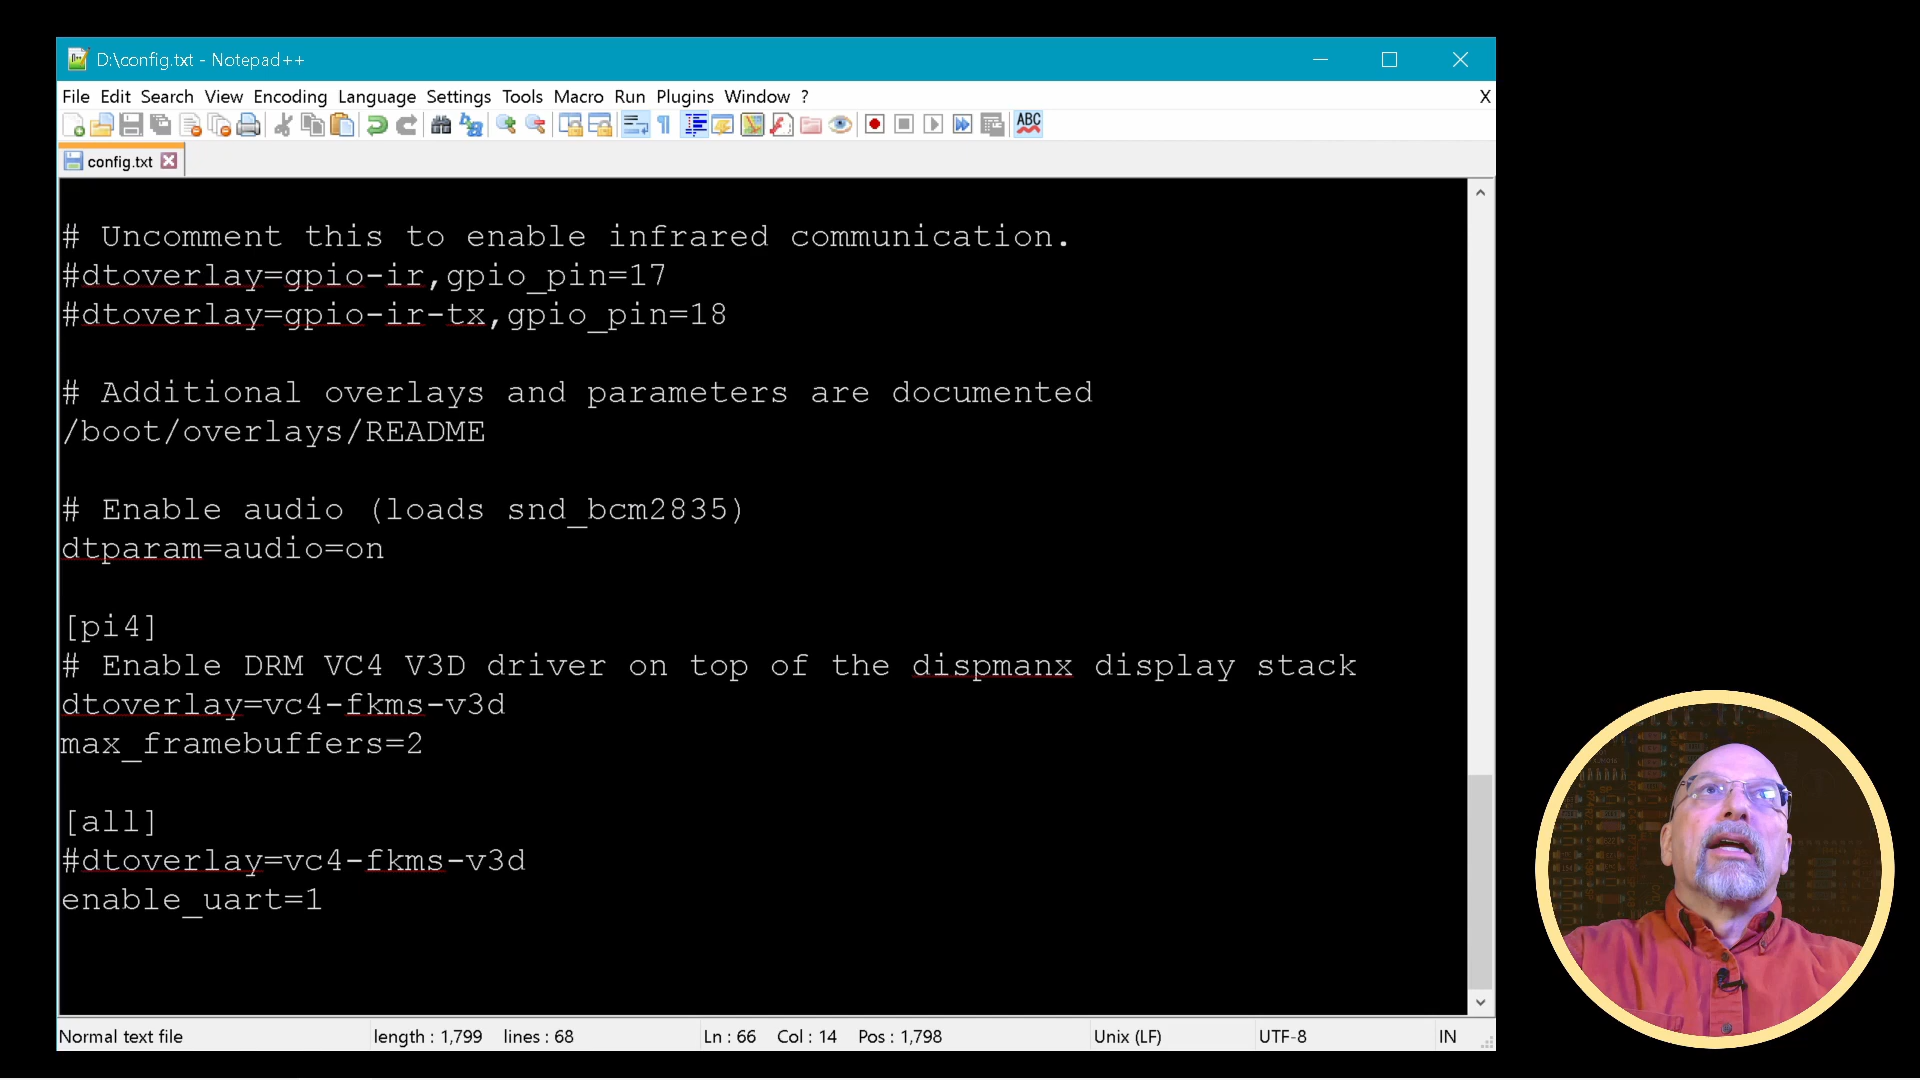 D:\config.txt - Notepad++
File Edit Search View Encoding Language Settings Tools Macro Run Plugins Window ? X
ABC
config.txt
# Uncomment this to enable infrared communication.
#dtoverlay=gpio-ir,gpio_pin=17
#dtoverlay=gpio-ir-tx,gpio_pin=18
# Additional overlays and parameters are documented
/boot/overlays/README
# Enable audio (loads snd_bcm2835)
dtparam=audio=on
[pi4]
# Enable DRM VC4 V3D driver on top of the dispmanx display stack
dtoverlay=vc4-fkms-v3d
max_framebuffers=2
[all]
#dtoverlay=vc4-fkms-v3d
enable_uart=1
Normal text file length : 1,799 lines : 68 Ln : 66 Col : 14 Pos : 1,798 Unix (LF) UTF-8 IN